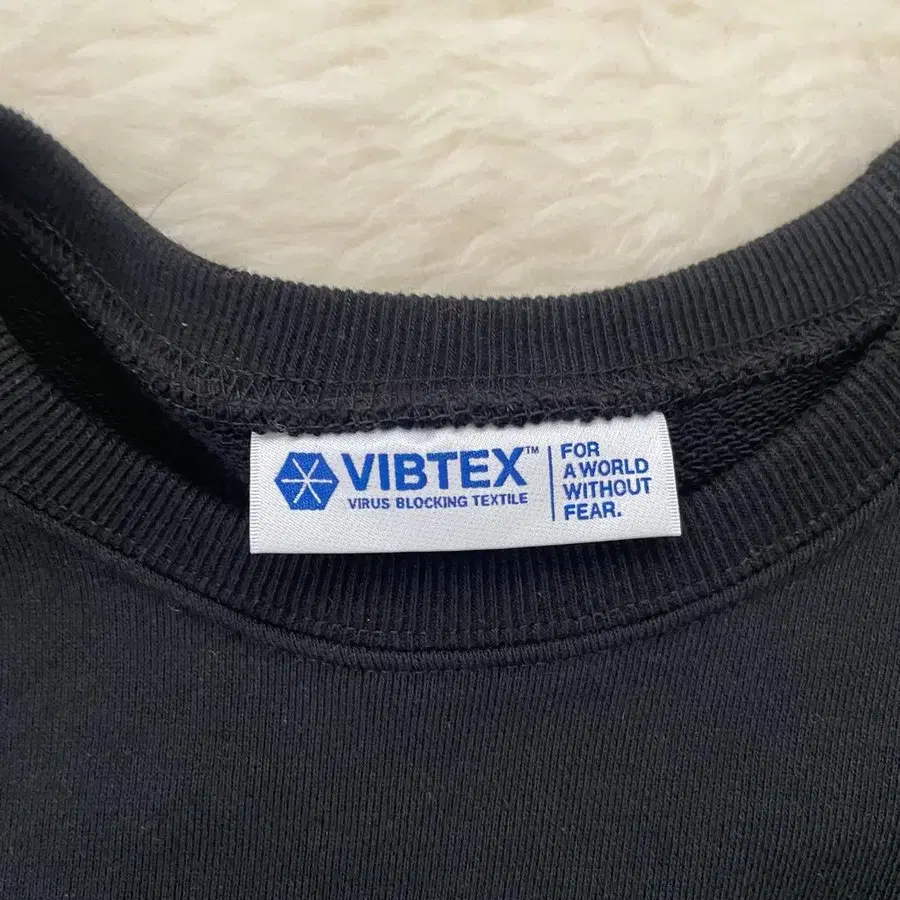 VIBTEX™
VIRUS BLOCKING TEXTILE
FOR
A WORLD
WITHOUT
FEAR.